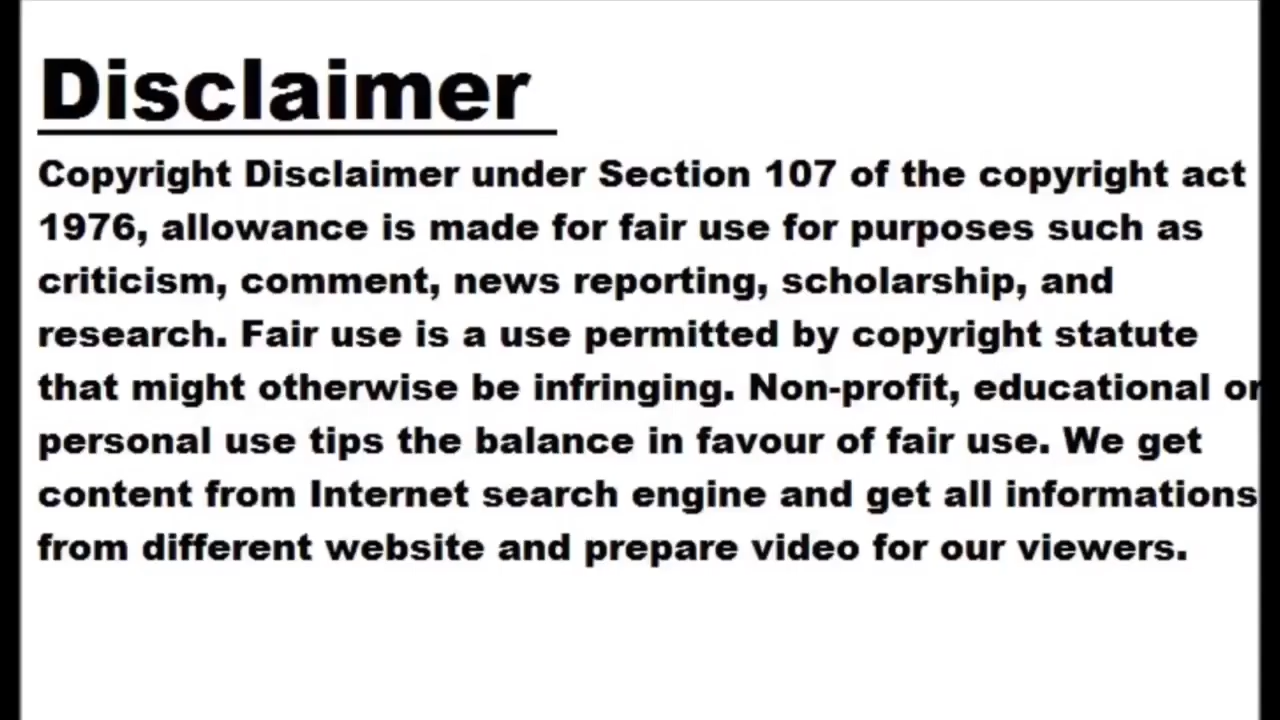 Disclaimer
Copyright Disclaimer under Section 107 of the copyright act
1976, allowance is made for fair use for purposes such as
criticism, comment, news reporting, scholarship, and
research. Fair use is a use permitted by copyright statute
that might otherwise be infringing. Non-profit, educational or
personal use tips the balance in favour of fair use. We get
content from Internet search engine and get all informations
from different website and prepare video for our viewers.